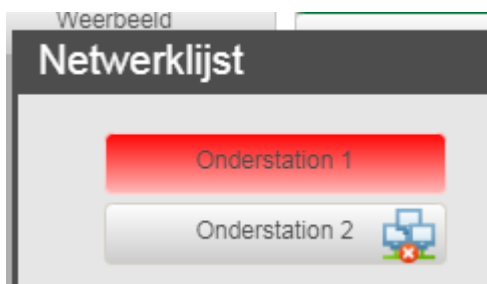 Weerbeeld
Netwerklijst
Onderstation 1
Onderstation 2